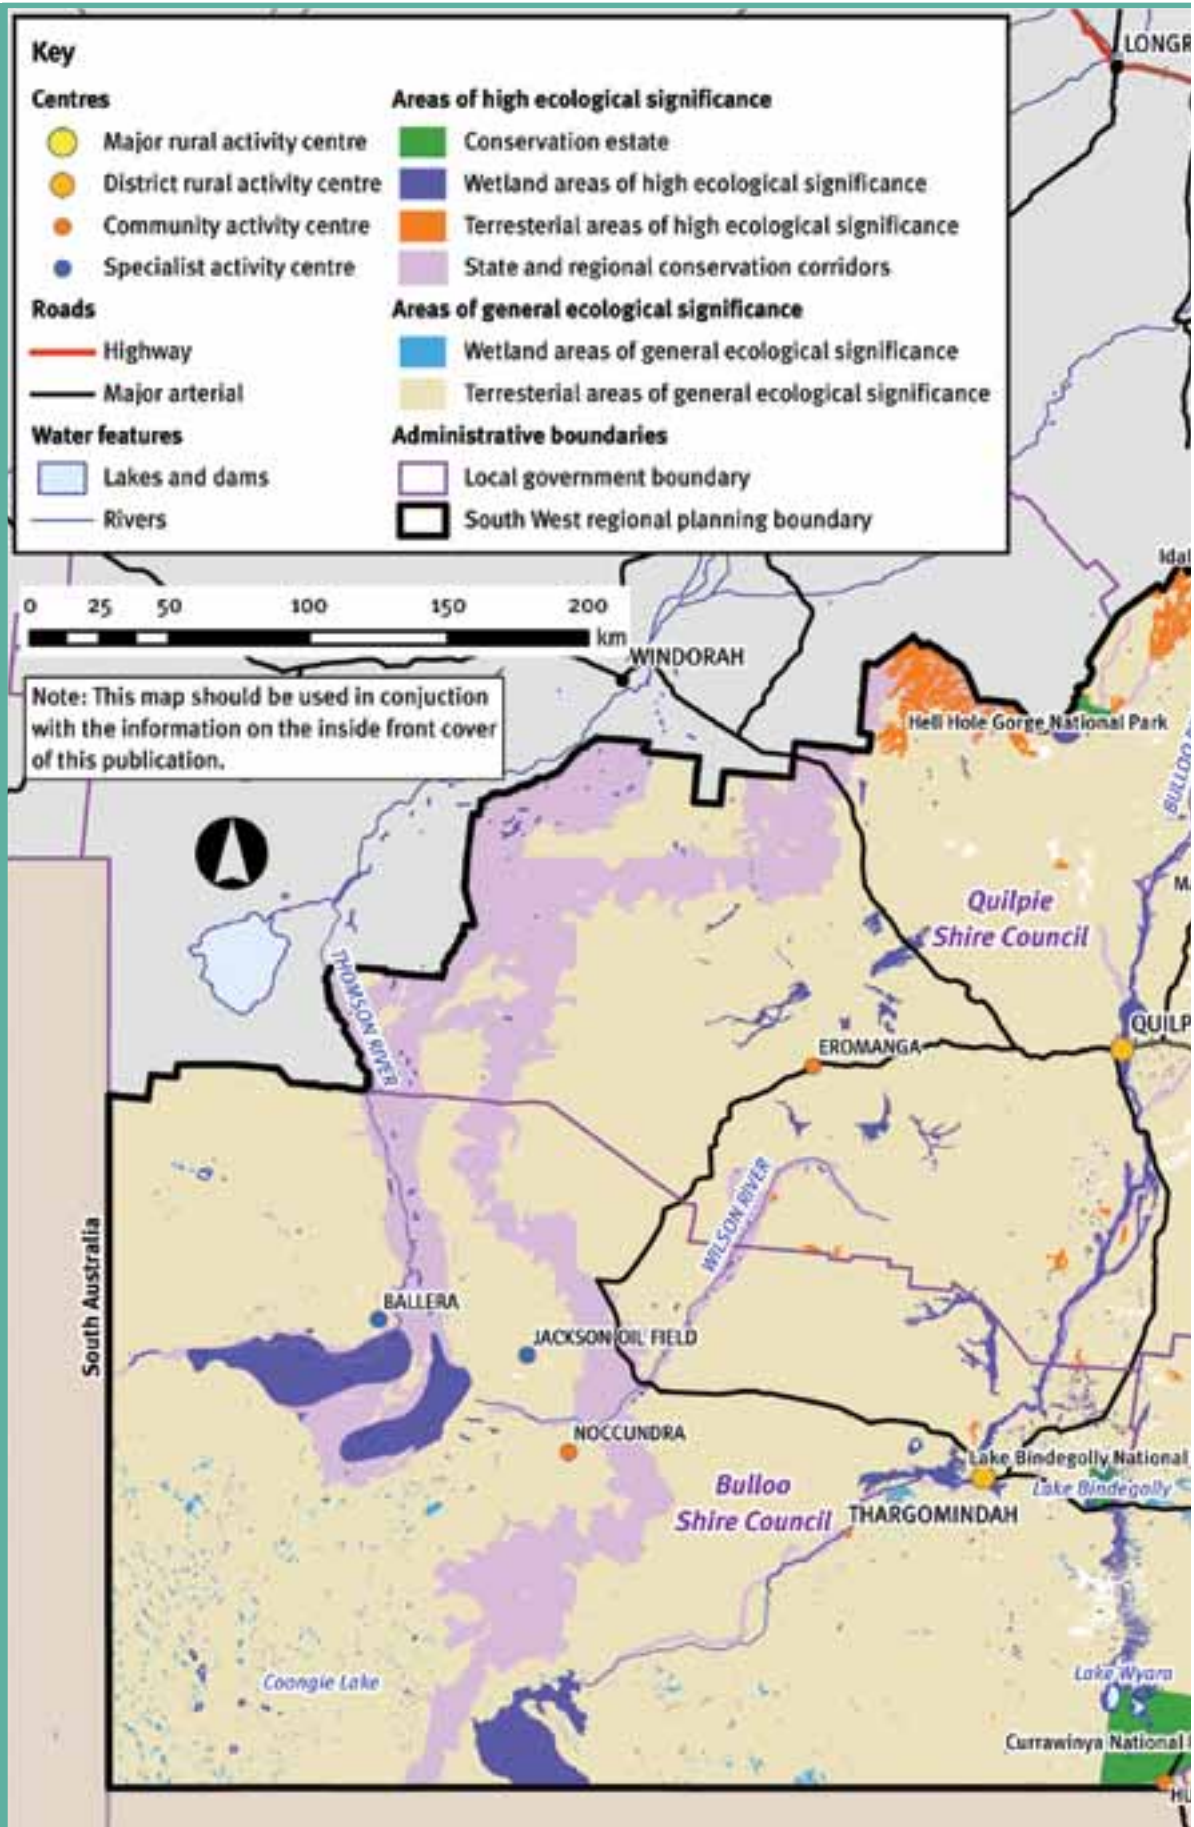 Key
Centres
Major rural activity centre
District rural activity centre
Community activity centre
Specialist activity centre
Roads
Highway
Major arterial
Water features
Lakes and dams
Rivers
Areas of high ecological significance
Conservation estate
Wetland areas of high ecological significance
Terresterial areas of high ecological significance
State and regional conservation corridors
Areas of general ecological significance
Wetland areas of general ecological significance
Terresterial areas of general ecological significance
Administrative boundaries
Local government boundary
South West regional planning boundary
LONGR
0 25 50 100 150 200
km
Idal
WINDORAH
Note: This map should be used in conjuction
with the information on the inside front cover
of this publication.
Hell Hole Gorge National Park
BULLOO
Quilpie
Shire Council
THOMSON RIVER
QUILP
EROMANGA
WILSON RIVER
South Australia
BALLERA
JACKSON OIL FIELD
NOCCUNDRA
Lake Bindegolly National
Lake Bindegolly
Bulloo
Shire Council
THARGOMINDAH
Coongie Lake
Lake Wyara
Currawinya National
HU